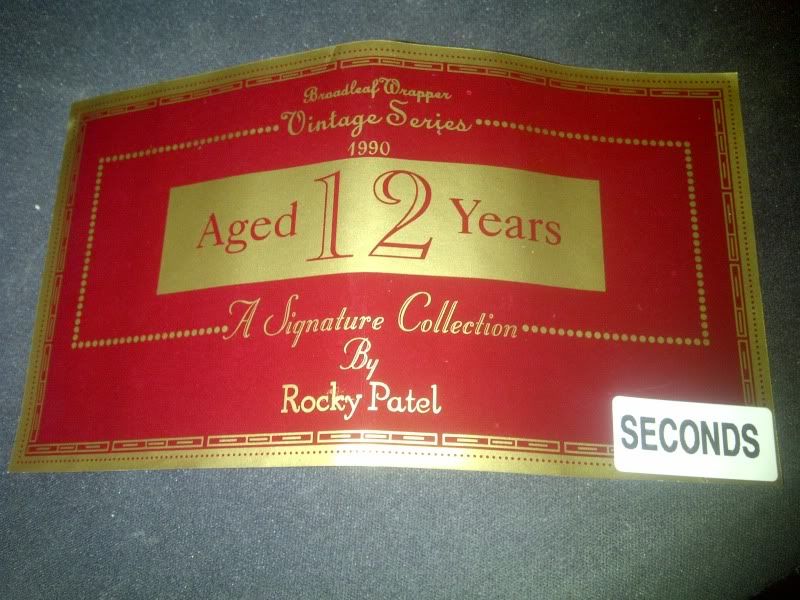 Broadleaf Wrapper
Vintage Series
1990
Aged 12 Years
A Signature Collection
By
Rocky Patel
SECONDS